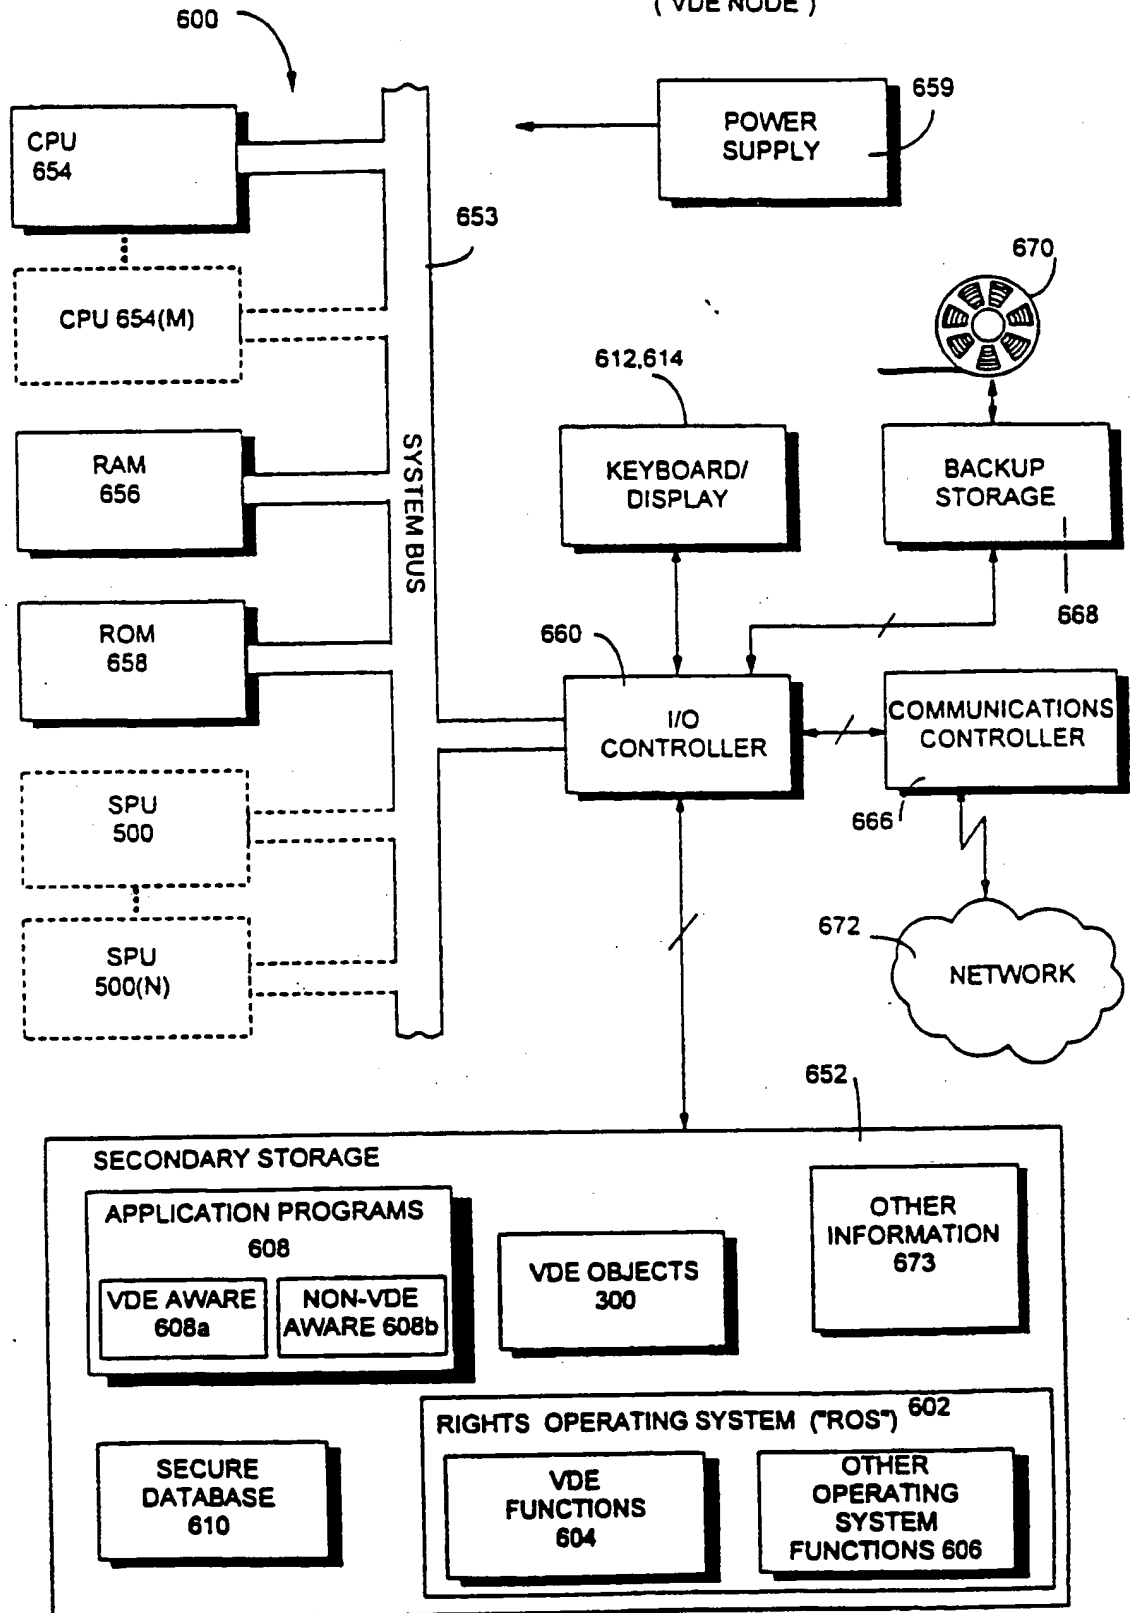 ( VDE NODE )
600
CPU
654
POWER
SUPPLY
659
653
CPU 654(M)
670
612,614
RAM
656
SYSTEM BUS
KEYBOARD/
DISPLAY
BACKUP
STORAGE
668
ROM
658
660
I/O
CONTROLLER
COMMUNICATIONS
CONTROLLER
666
SPU
500
SPU
500(N)
672
NETWORK
652
SECONDARY STORAGE
APPLICATION PROGRAMS
608
VDE AWARE
608a
NON-VDE
AWARE 608b
VDE OBJECTS
300
OTHER
INFORMATION
673
SECURE
DATABASE
610
RIGHTS OPERATING SYSTEM ("ROS") 602
VDE
FUNCTIONS
604
OTHER
OPERATING
SYSTEM
FUNCTIONS 606